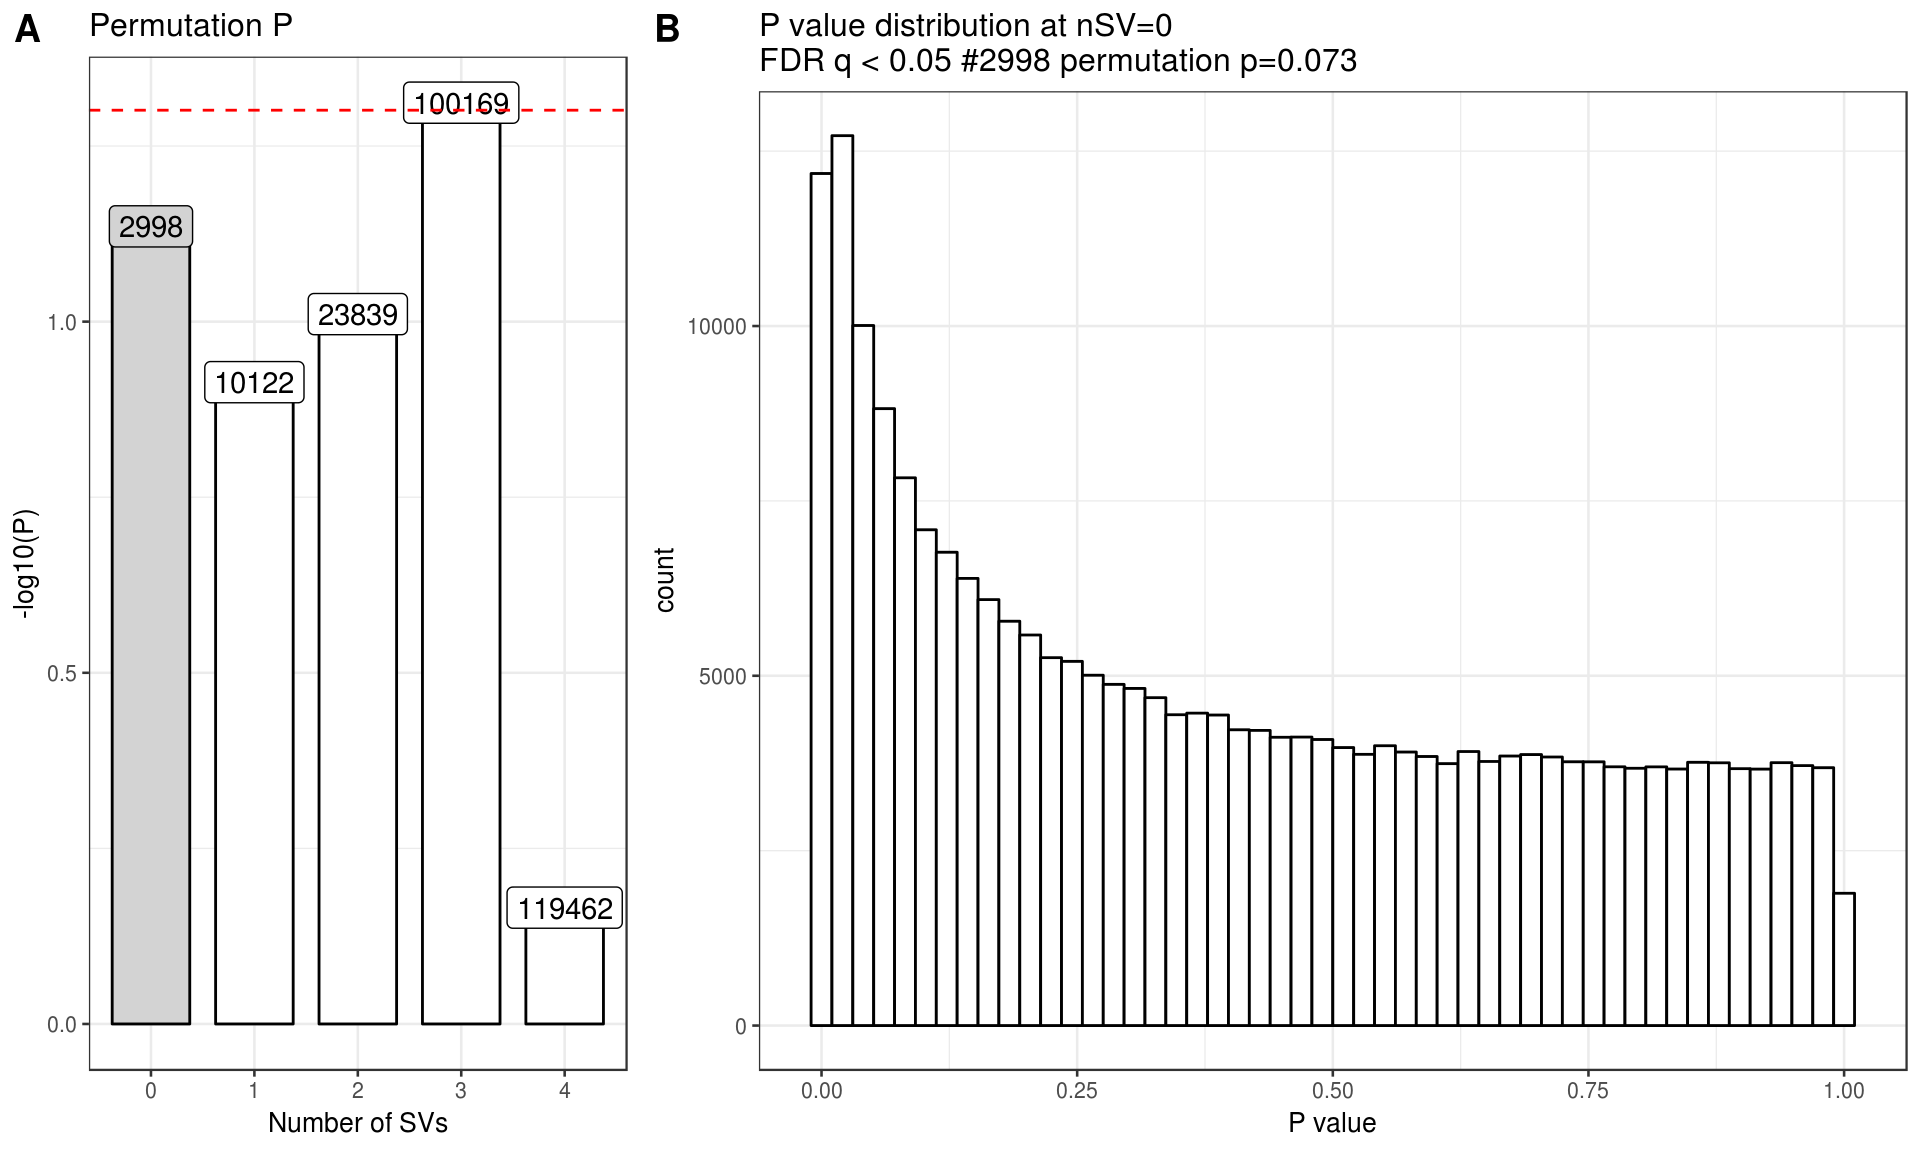 A
Permutation P
-log10(P)
1.0
0.5
0.0
2998
10122
23839
100169
119462
0 1 2 3 4
Number of SVs
B
P value distribution at nSV=0
FDR q < 0.05 #2998 permutation p=0.073
count
10000
5000
0
0.00 0.25 0.50 0.75 1.00
P value